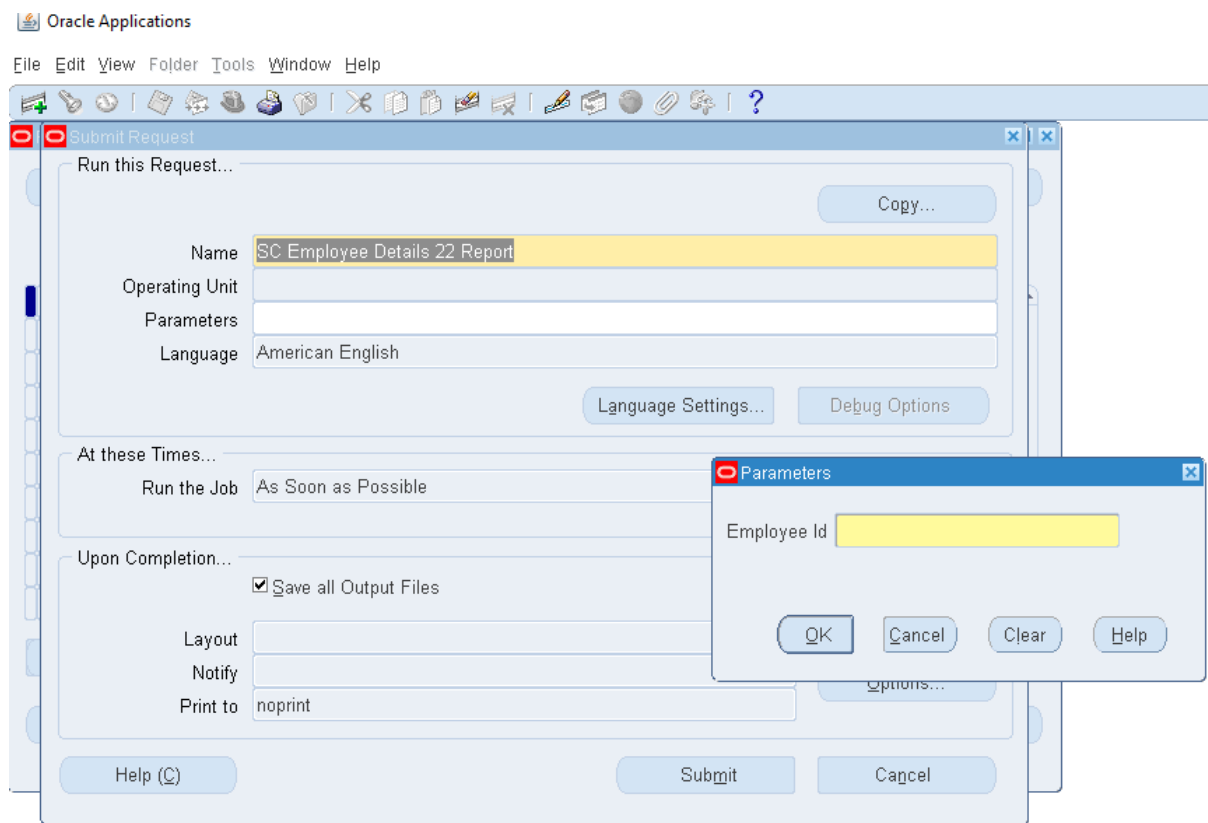 Oracle Applications
File Edit View Folder Tools Window Help
Submit Request
Run this Request...
Copy...
Name SC Employee Details 22 Report
Operating Unit
Parameters
Language American English
Language Settings... Debug Options
At these Times...
Run the Job As Soon as Possible
Parameters
Employee Id
OK Cancel Clear Help
Upon Completion...
Save all Output Files
Layout
Notify
Options...
Print to noprint
Help (C) Submit Cancel